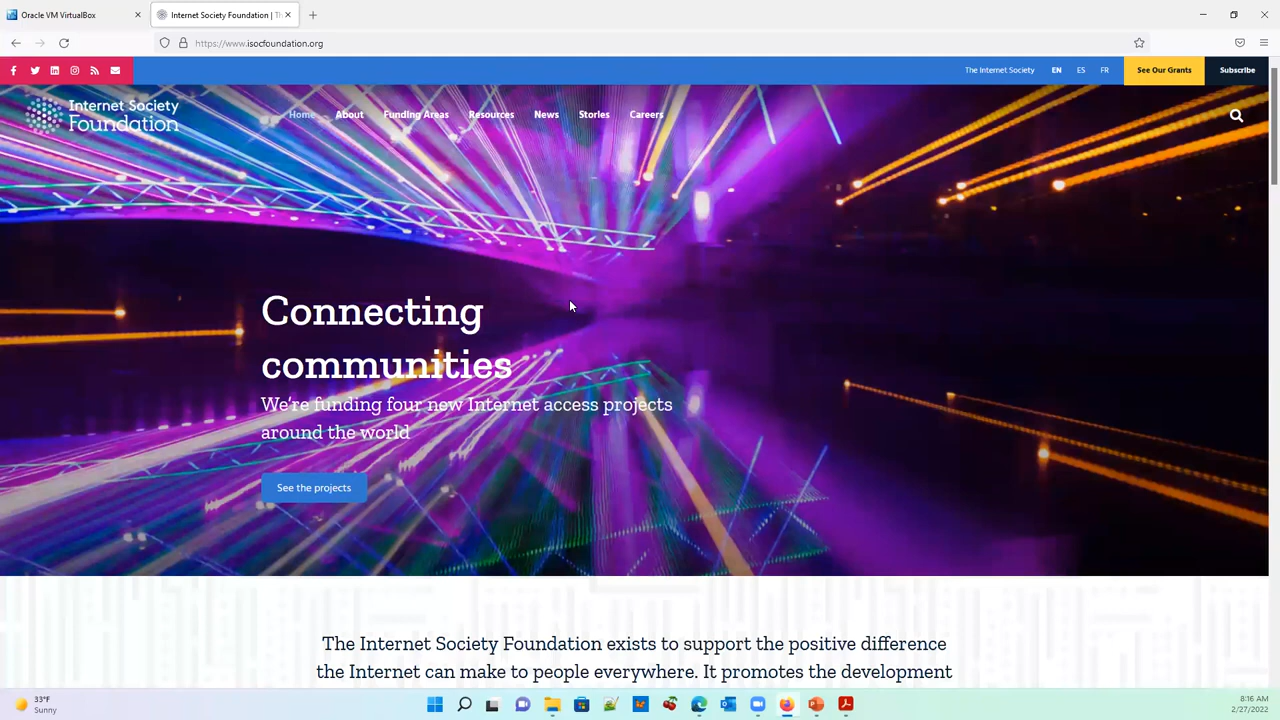 Oracle VM VirtualBox
Internet Society Foundation | Th
https://www.isocfoundation.org
The Internet Society
EN
ES
FR
See Our Grants
Subscribe
Internet Society
Foundation
Home
About
Funding Areas
Resources
News
Stories
Careers
Connecting
communities
We're funding four new Internet access projects
around the world
See the projects
The Internet Society Foundation exists to support the positive difference
the Internet can make to people everywhere. It promotes the development
33°F
Sunny
8:16 AM
2/27/2022